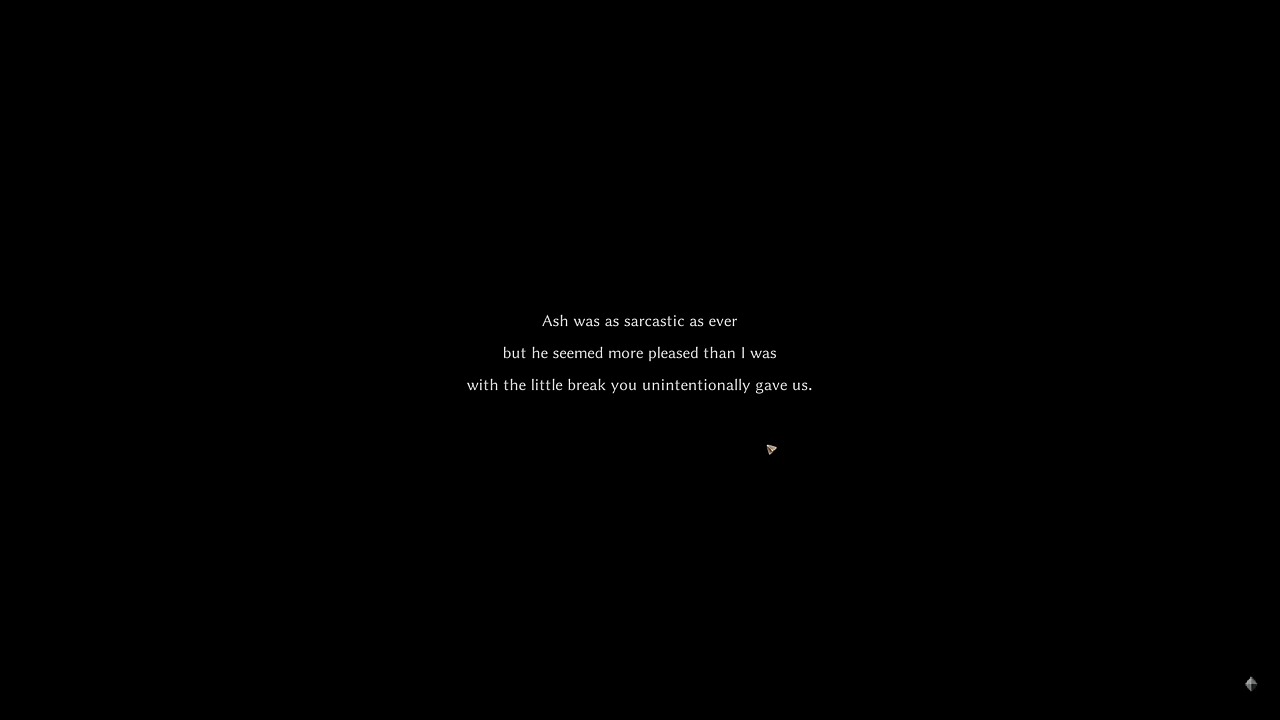 Ash was as sarcastic as ever
but he seemed more pleased than I was
with the little break you unintentionally gave us.